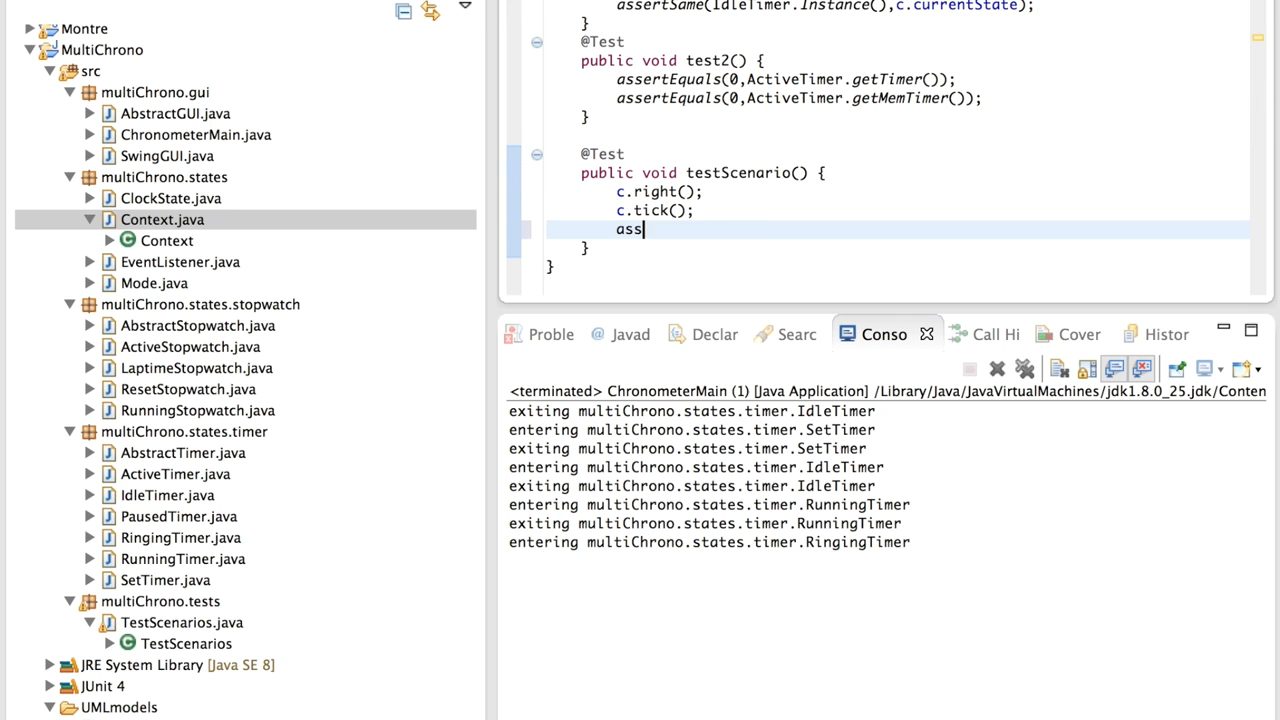 Montre
MultiChrono
src
multiChrono.gui
AbstractGUI.java
ChronometerMain.java
SwingGUI.java
multiChrono.states
ClockState.java
Context.java
Context
EventListener.java
Mode.java
multiChrono.states.stopwatch
AbstractStopwatch.java
ActiveStopwatch.java
LaptimeStopwatch.java
ResetStopwatch.java
RunningStopwatch.java
multiChrono.states.timer
AbstractTimer.java
ActiveTimer.java
IdleTimer.java
PausedTimer.java
RingingTimer.java
RunningTimer.java
SetTimer.java
multiChrono.tests
TestScenarios.java
TestScenarios
JRE System Library [Java SE 8]
JUnit 4
UMLmodels
assertSame(IdleTimer.Instance(),c.currentState);
}
@Test
public void test2() {
assertEquals(0,ActiveTimer.getTimer());
assertEquals(0,ActiveTimer.getMemTimer());
}
@Test
public void testScenario() {
c.right();
c.tick();
ass
}
}
Proble @ Javad Declar Searc Conso Call Hi Cover Histor
<terminated> ChronometerMain (1) [Java Application] /Library/Java/JavaVirtualMachines/jdk1.8.0_25.jdk/Conten
exiting multiChrono.states.timer.IdleTimer
entering multiChrono.states.timer.SetTimer
exiting multiChrono.states.timer.SetTimer
entering multiChrono.states.timer.IdleTimer
exiting multiChrono.states.timer.IdleTimer
entering multiChrono.states.timer.RunningTimer
exiting multiChrono.states.timer.RunningTimer
entering multiChrono.states.timer.RingingTimer